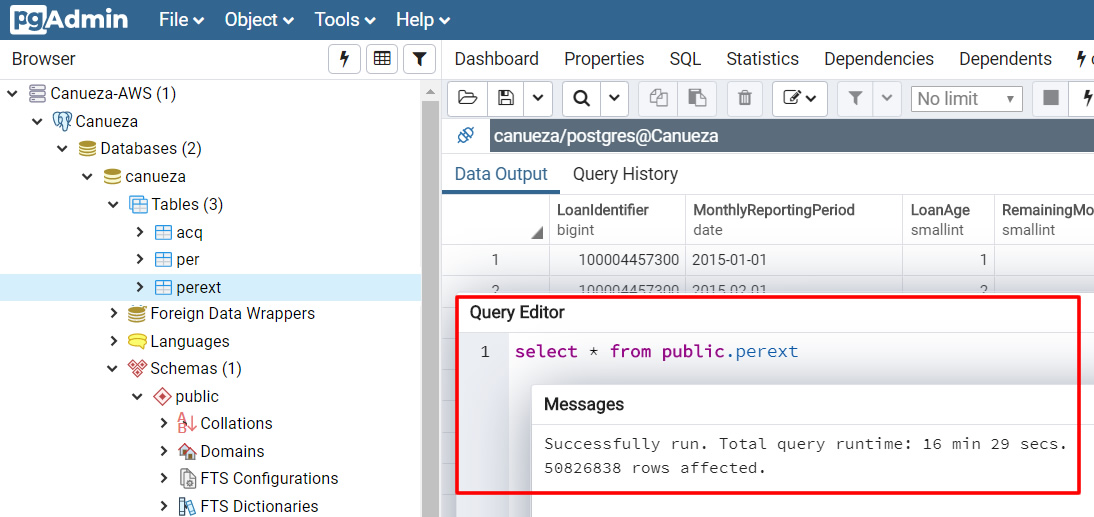 pgAdmin File Object Tools Help
Browser
Dashboard Properties SQL Statistics Dependencies Dependents
No limit
canueza/postgres@Canueza
Canueza-AWS (1)
Canueza
Databases (2)
canueza
Tables (3)
acq
per
perext
Foreign Data Wrappers
Languages
Schemas (1)
public
Collations
Domains
FTS Configurations
FTS Dictionaries
Data Output Query History
LoanIdentifier MonthlyReportingPeriod LoanAge RemainingMo
bigint date smallint smallint
1 100004457300 2015-01-01 1
2 100004457300 2015-02-01 2
Query Editor
1 select * from public.perext
Messages
Successfully run. Total query runtime: 16 min 29 secs.
50826838 rows affected.